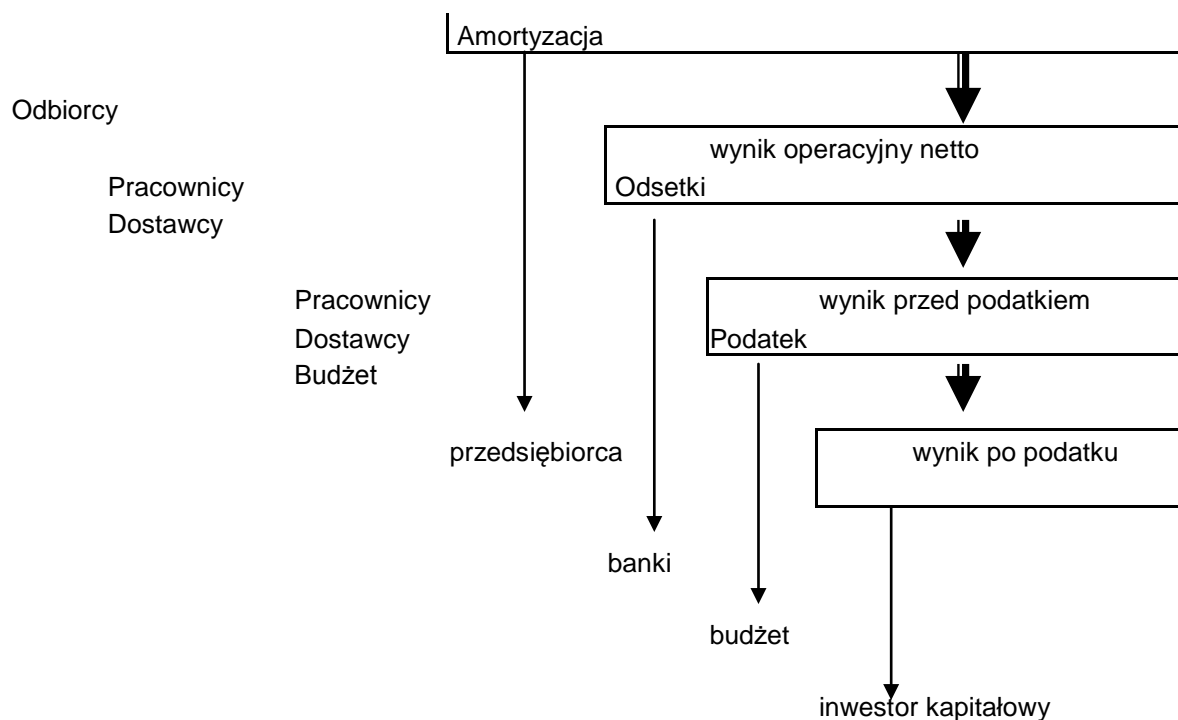 Amortyzacja
Odbiorcy
wynik operacyjny netto
Pracownicy
Odsetki
Dostawcy
Pracownicy
wynik przed podatkiem
Dostawcy
Podatek
Budżet
przedsiębiorca
wynik po podatku
banki
budżet
inwestor kapitałowy